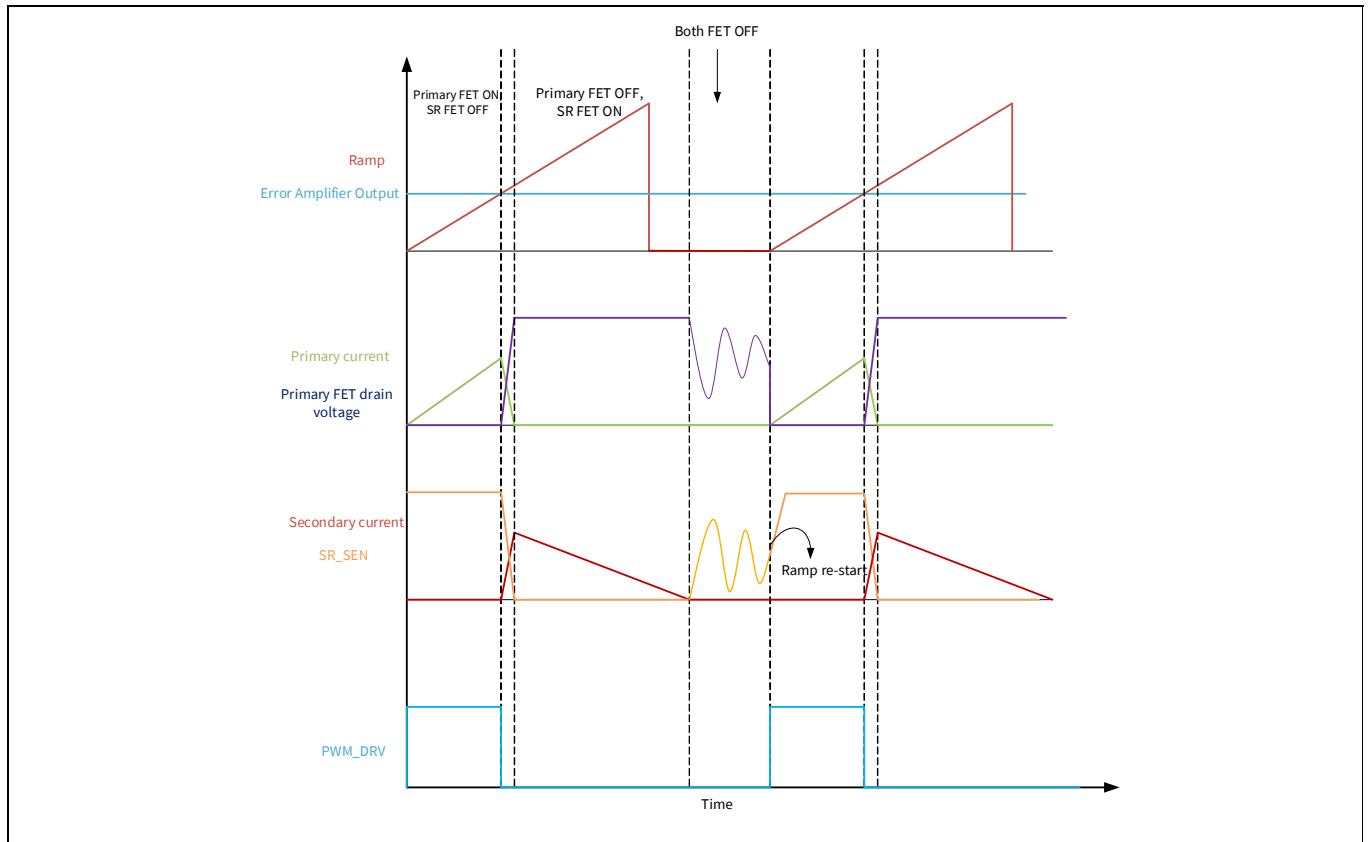 Both FET OFF
Primary FET ON,
SR FET OFF
Primary FET OFF,
SR FET ON
Ramp
Error Amplifier Output
Primary current
Primary FET drain
voltage
Secondary current
SR_SEN
Ramp re-start
PWM_DRV
Time